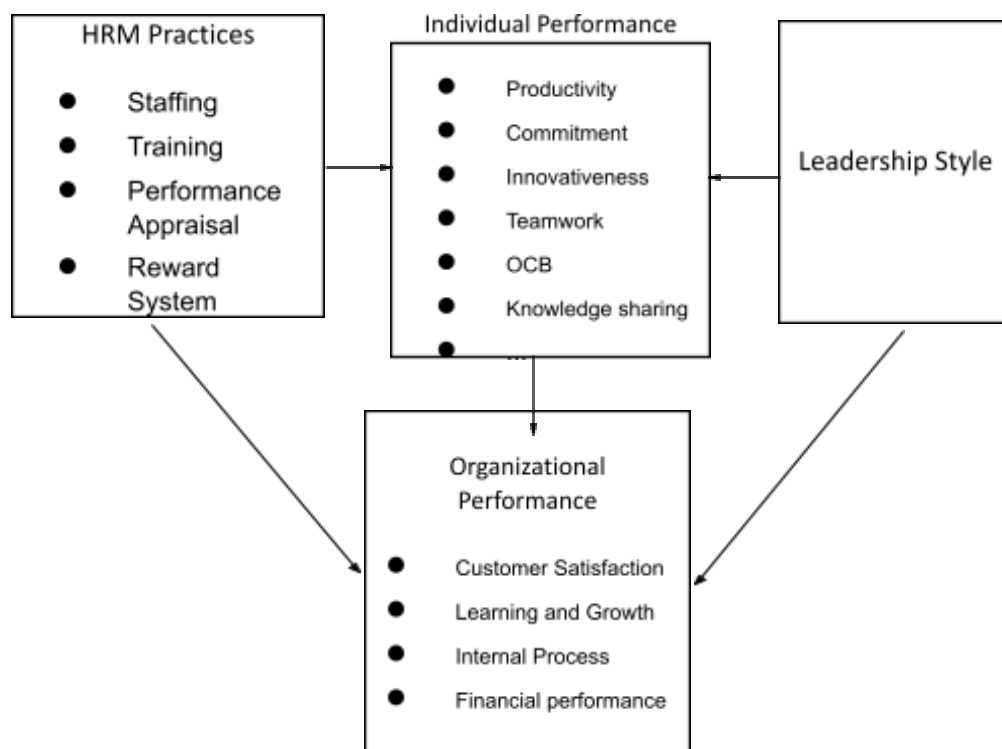 HRM Practices
Staffing
Training
Performance
Appraisal
Reward
System
Individual Performance
Productivity
Commitment
Innovativeness
Teamwork
OCB
Knowledge sharing
...
Leadership Style
Organizational
Performance
Customer Satisfaction
Learning and Growth
Internal Process
Financial performance